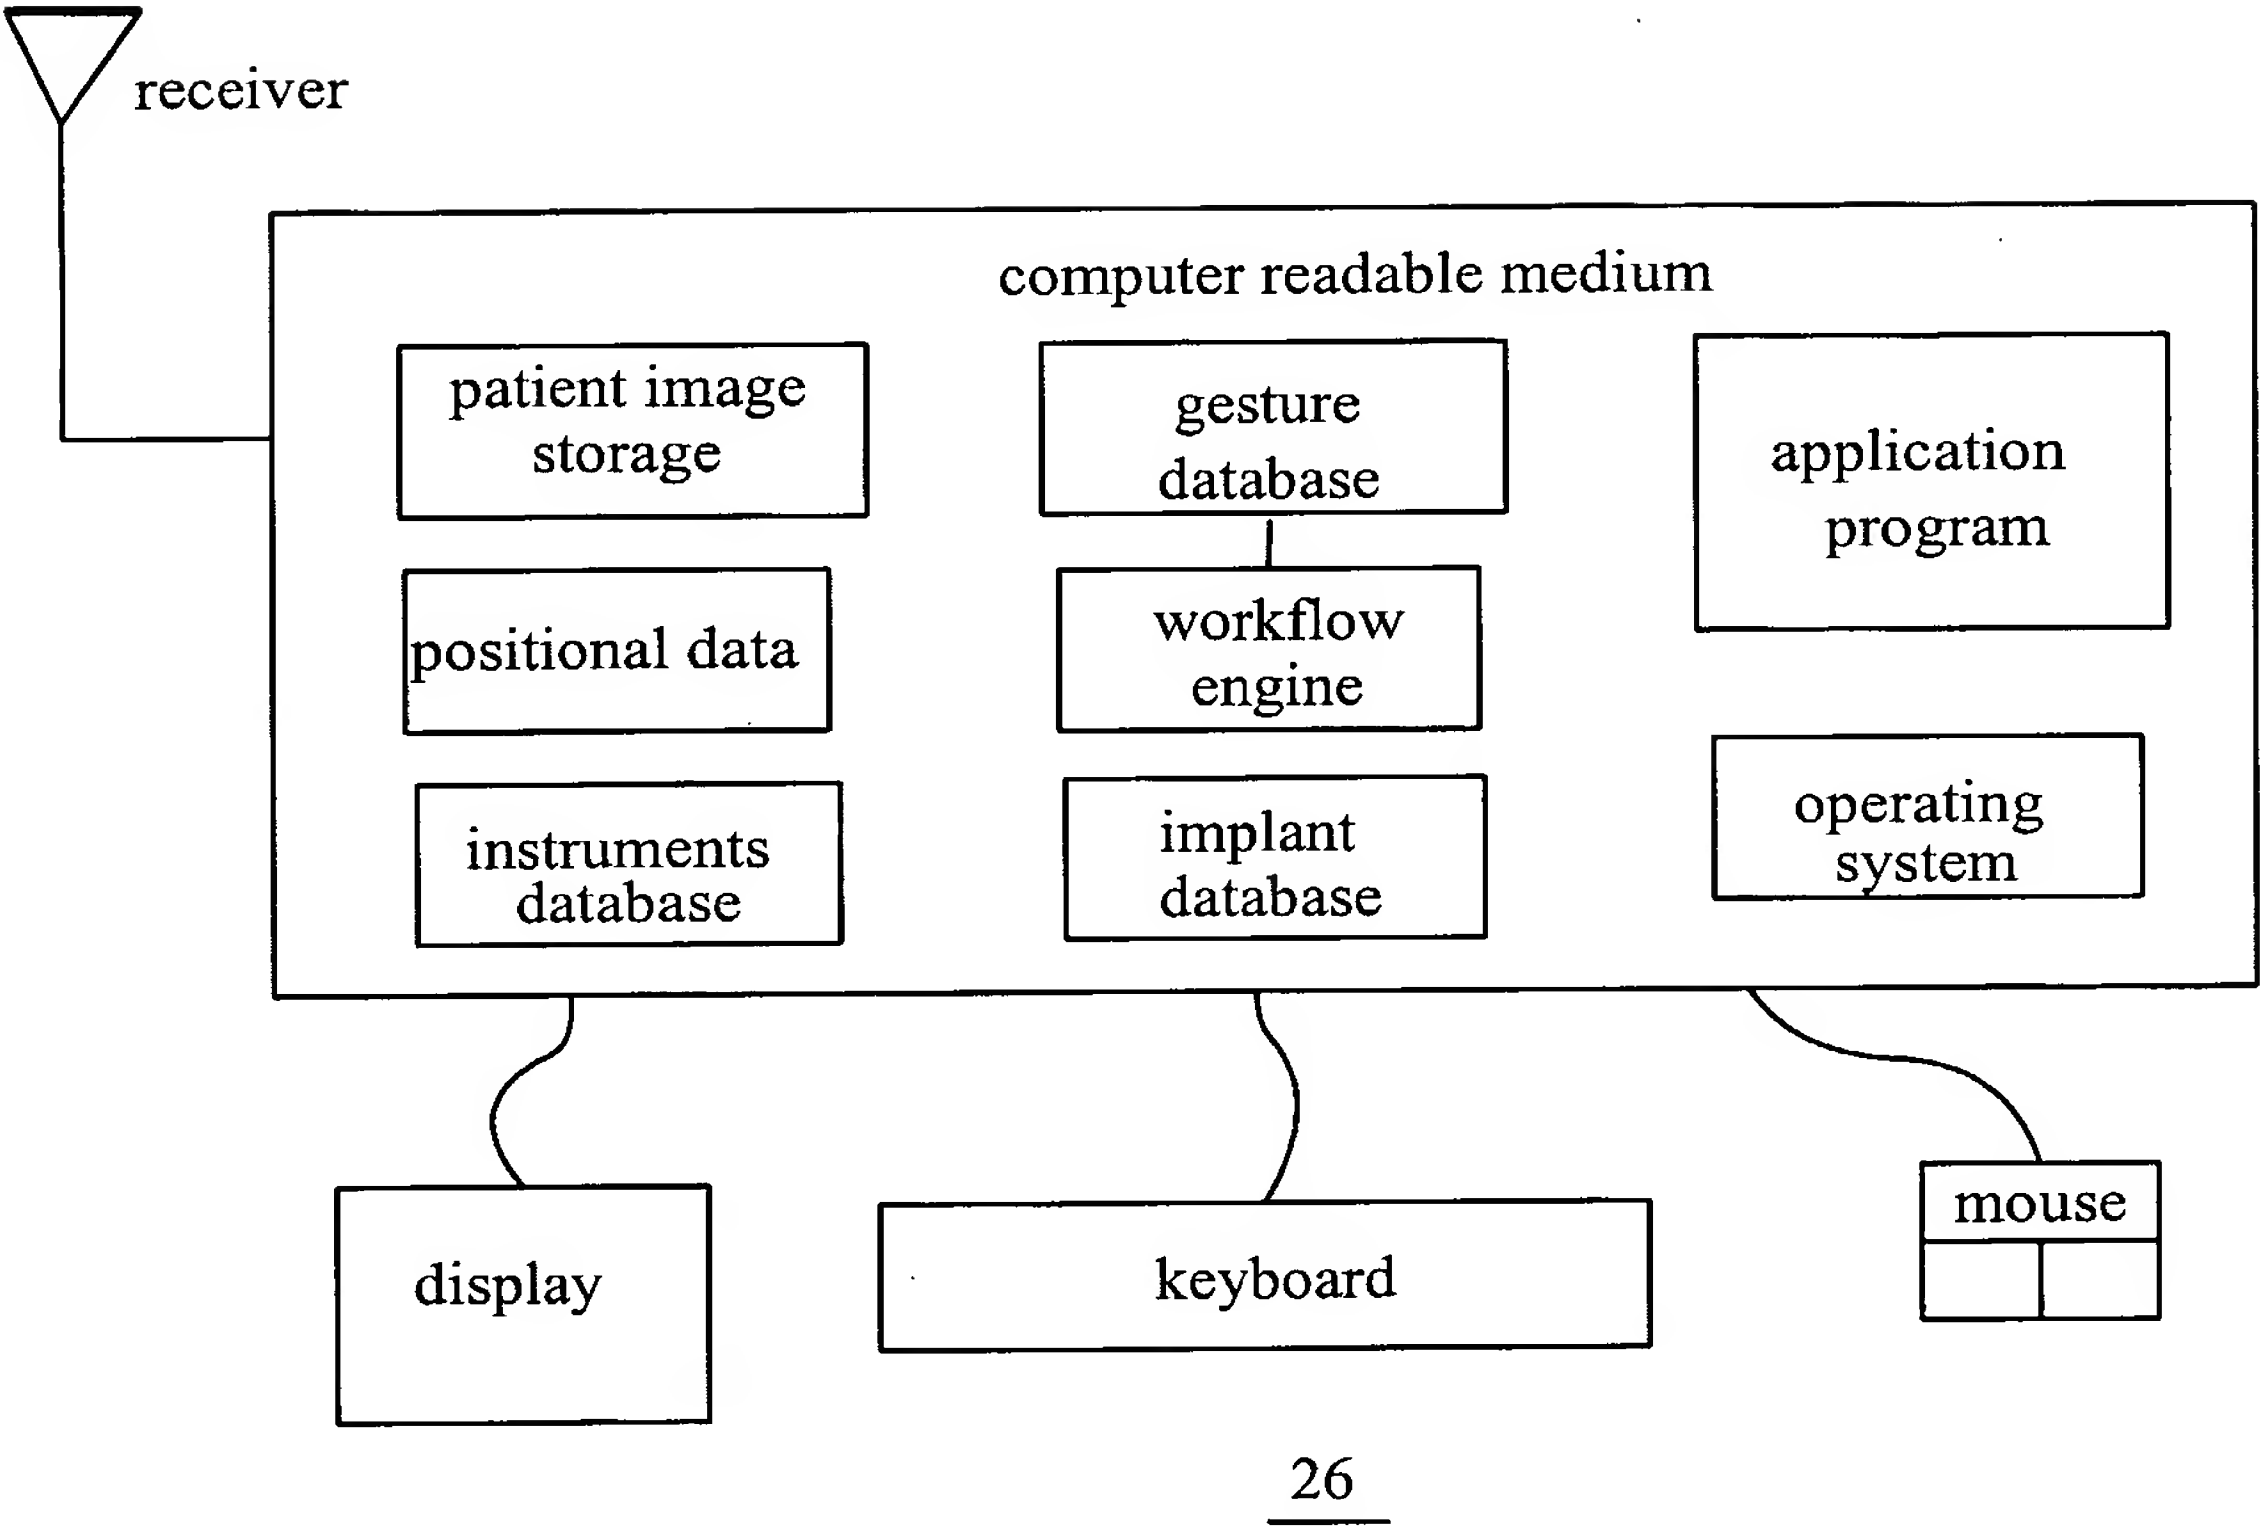 receiver
computer readable medium
patient image
storage
gesture
database
application
program
positional data
workflow
engine
instruments
database
implant
database
operating
system
display
keyboard
mouse
26